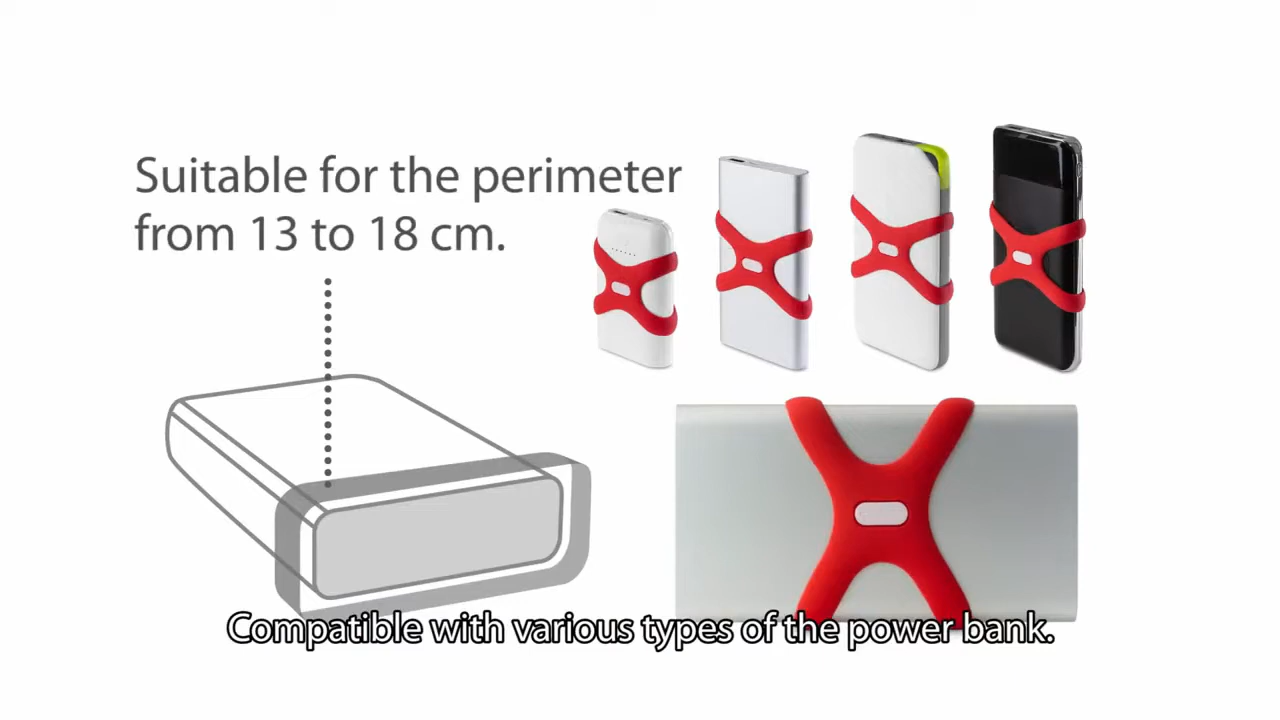 Suitable for the perimeter
from 13 to 18 cm.
Compatible with various types of the power bank.